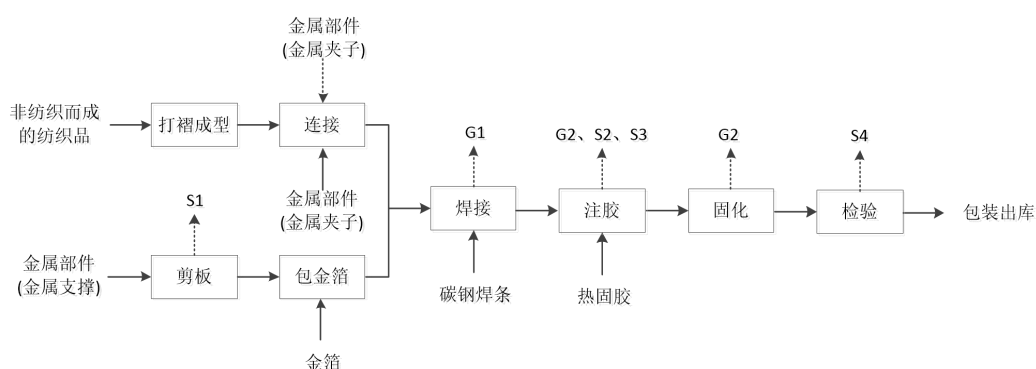 金属部件
(金属夹子)
非纺织而成
的纺织品
打褶成型
连接
G1
G2、S2、S3
G2
S4
金属部件
(金属夹子)
S1
焊接
注胶
固化
检验
包装出库
金属部件
(金属支撑)
剪板
包金箔
碳钢焊条
热固胶
金箔